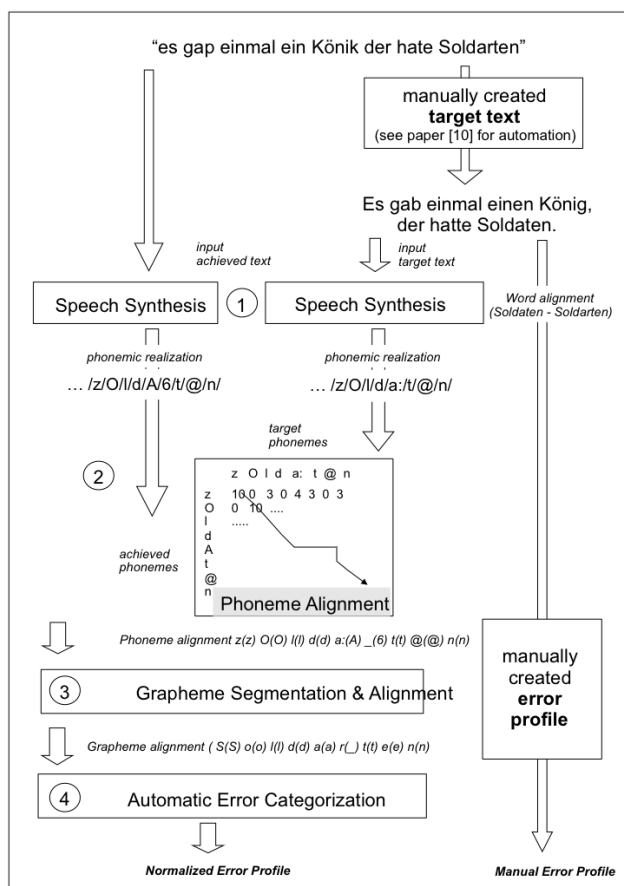 “es gap einmal ein Könik der hate Soldarten”
manually created
target text
(see paper [10] for automation)
Es gab einmal einen König,
der hatte Soldaten.
input
achieved text
input
target text
Speech Synthesis
1
Speech Synthesis
Word alignment
(Soldaten - Soldarten)
phonemic realization
… /z/O/l/d/A/6/t/@/n/
phonemic realization
… /z/O/l/d/a:/t/@/n/
target
phonemes
2
z O l d a: t @ n
z 10 0 3 0 4 3 0 3
O 0 10 ....
l .....
d
A
t
@
n
achieved
phonemes
Phoneme Alignment
Phoneme alignment z(z) O(O) l(l) d(d) a:(A) _(6) t(t) @(@) n(n)
3 Grapheme Segmentation & Alignment
Grapheme alignment ( S(S) o(o) l(l) d(d) a(a) r(_) t(t) e(e) n(n)
4 Automatic Error Categorization
manually
created
error
profile
Normalized Error Profile
Manual Error Profile